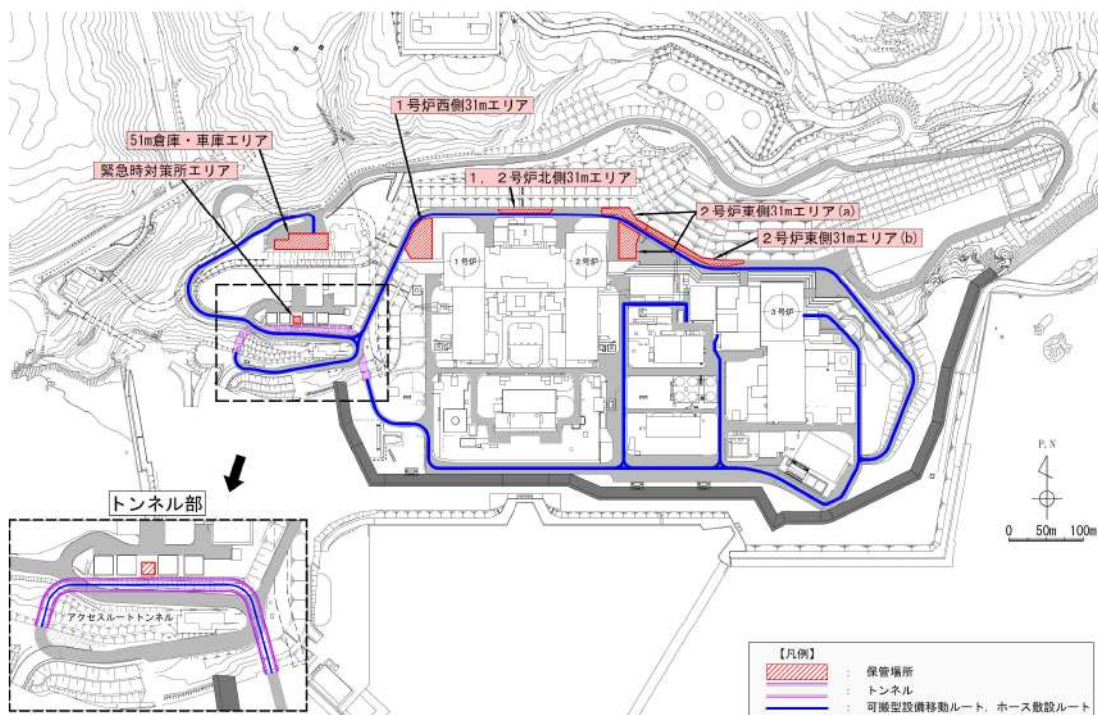 1号炉西側31mエリア
51m倉庫・車庫エリア
緊急時対策所エリア
1,2号炉北側31mエリア
2号炉東側31mエリア(a)
2号炉東側31mエリア(b)
1号炉
2号炉
3号炉
P.N
0 50m 100m
トンネル部
アクセスルートトンネル
【凡例】
: 保管場所
: トンネル
: 可搬型設備移動ルート,ホース敷設ルート